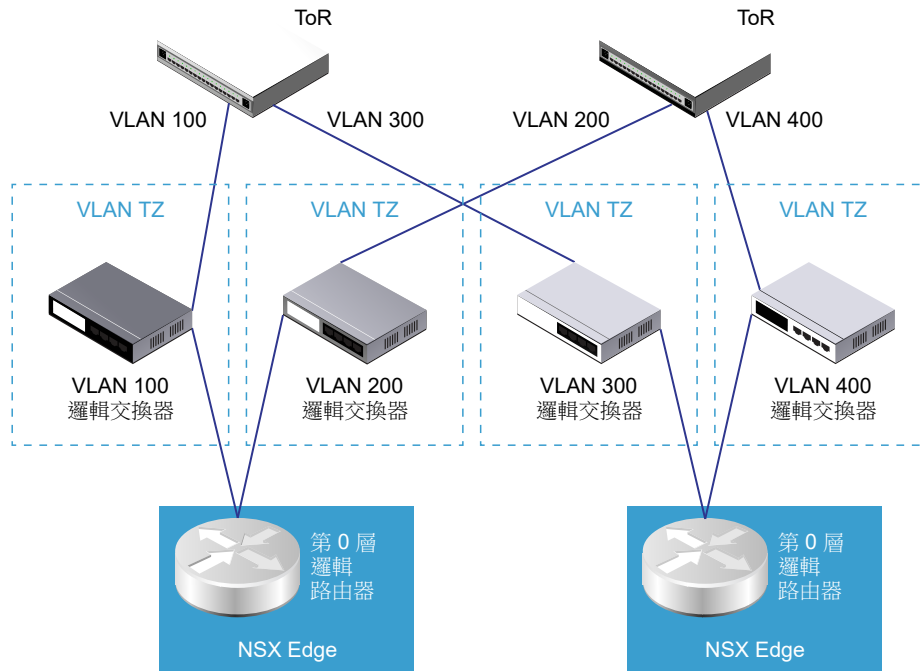 ToR
ToR
VLAN 100
VLAN 300
VLAN 200
VLAN 400
VLAN TZ
VLAN TZ
VLAN TZ
VLAN TZ
VLAN 100
邏輯交換器
VLAN 200
邏輯交換器
VLAN 300
邏輯交換器
VLAN 400
邏輯交換器
第 0 層
邏輯
路由器
NSX Edge
第 0 層
邏輯
路由器
NSX Edge